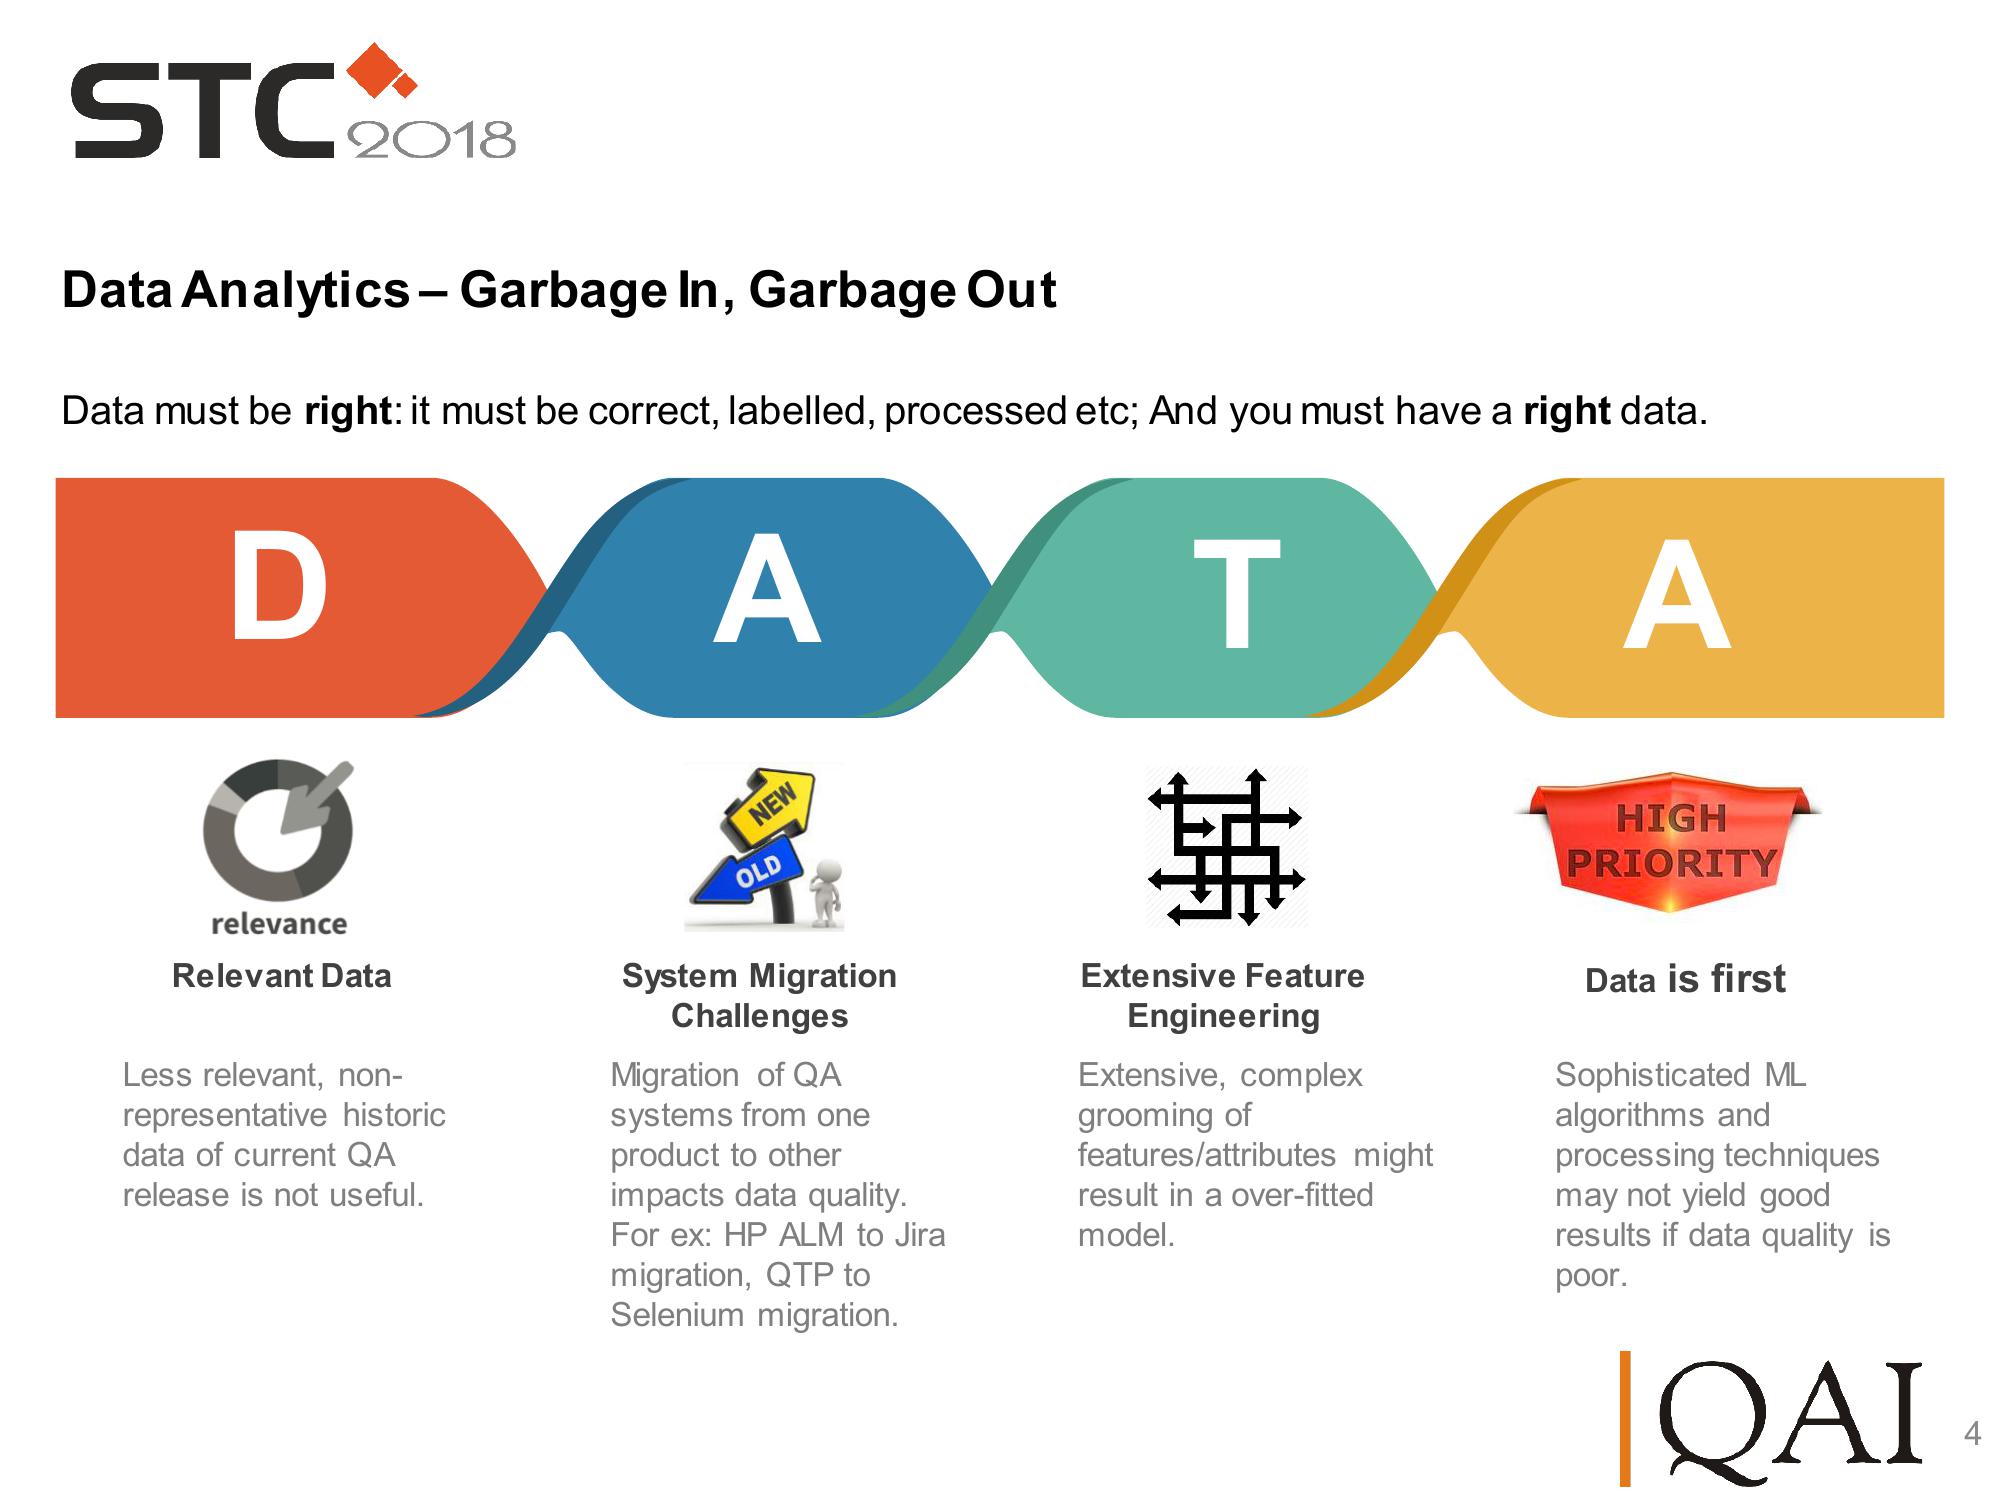 STC 2018
Data Analytics – Garbage In, Garbage Out
Data must be right: it must be correct, labelled, processed etc; And you must have a right data.
D A T A
relevance
NEW
OLD
HIGH
PRIORITY
Relevant Data
Less relevant, non-
representative historic
data of current QA
release is not useful.
System Migration
Challenges
Migration of QA
systems from one
product to other
impacts data quality.
For ex: HP ALM to Jira
migration, QTP to
Selenium migration.
Extensive Feature
Engineering
Extensive, complex
grooming of
features/attributes might
result in a over-fitted
model.
Data is first
Sophisticated ML
algorithms and
processing techniques
may not yield good
results if data quality is
poor.
QAI
4